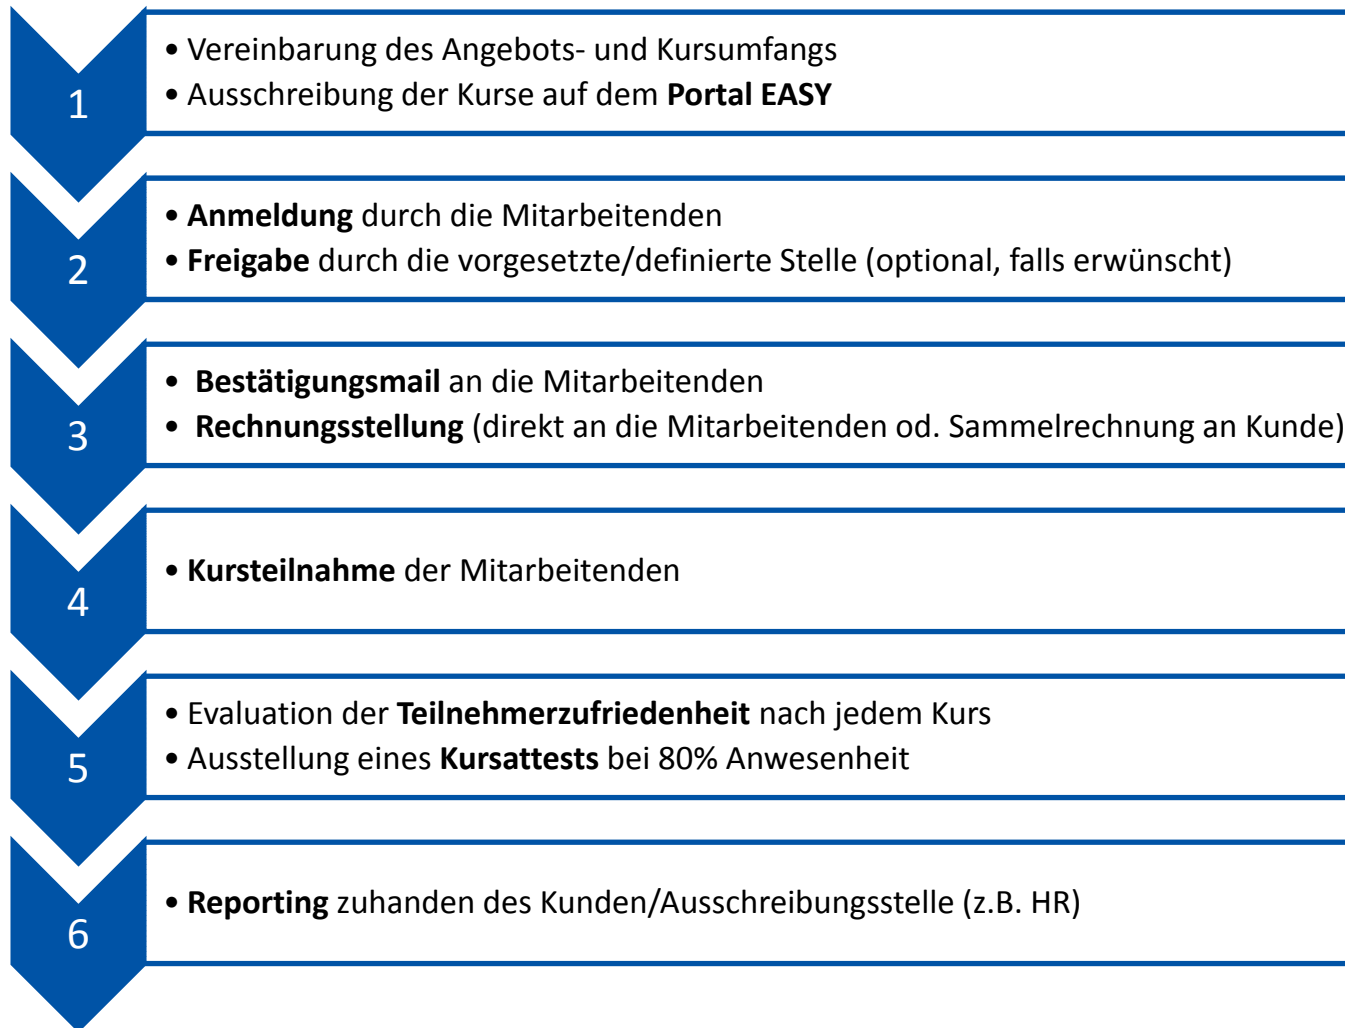 1
• Vereinbarung des Angebots- und Kursumfangs
• Ausschreibung der Kurse auf dem Portal EASY
2
• Anmeldung durch die Mitarbeitenden
• Freigabe durch die vorgesetzte/definierte Stelle (optional, falls erwünscht)
3
• Bestätigungsmail an die Mitarbeitenden
• Rechnungsstellung (direkt an die Mitarbeitenden od. Sammelrechnung an Kunde)
4
• Kursteilnahme der Mitarbeitenden
5
• Evaluation der Teilnehmerzufriedenheit nach jedem Kurs
• Ausstellung eines Kursattests bei 80% Anwesenheit
6
• Reporting zuhanden des Kunden/Ausschreibungsstelle (z.B. HR)